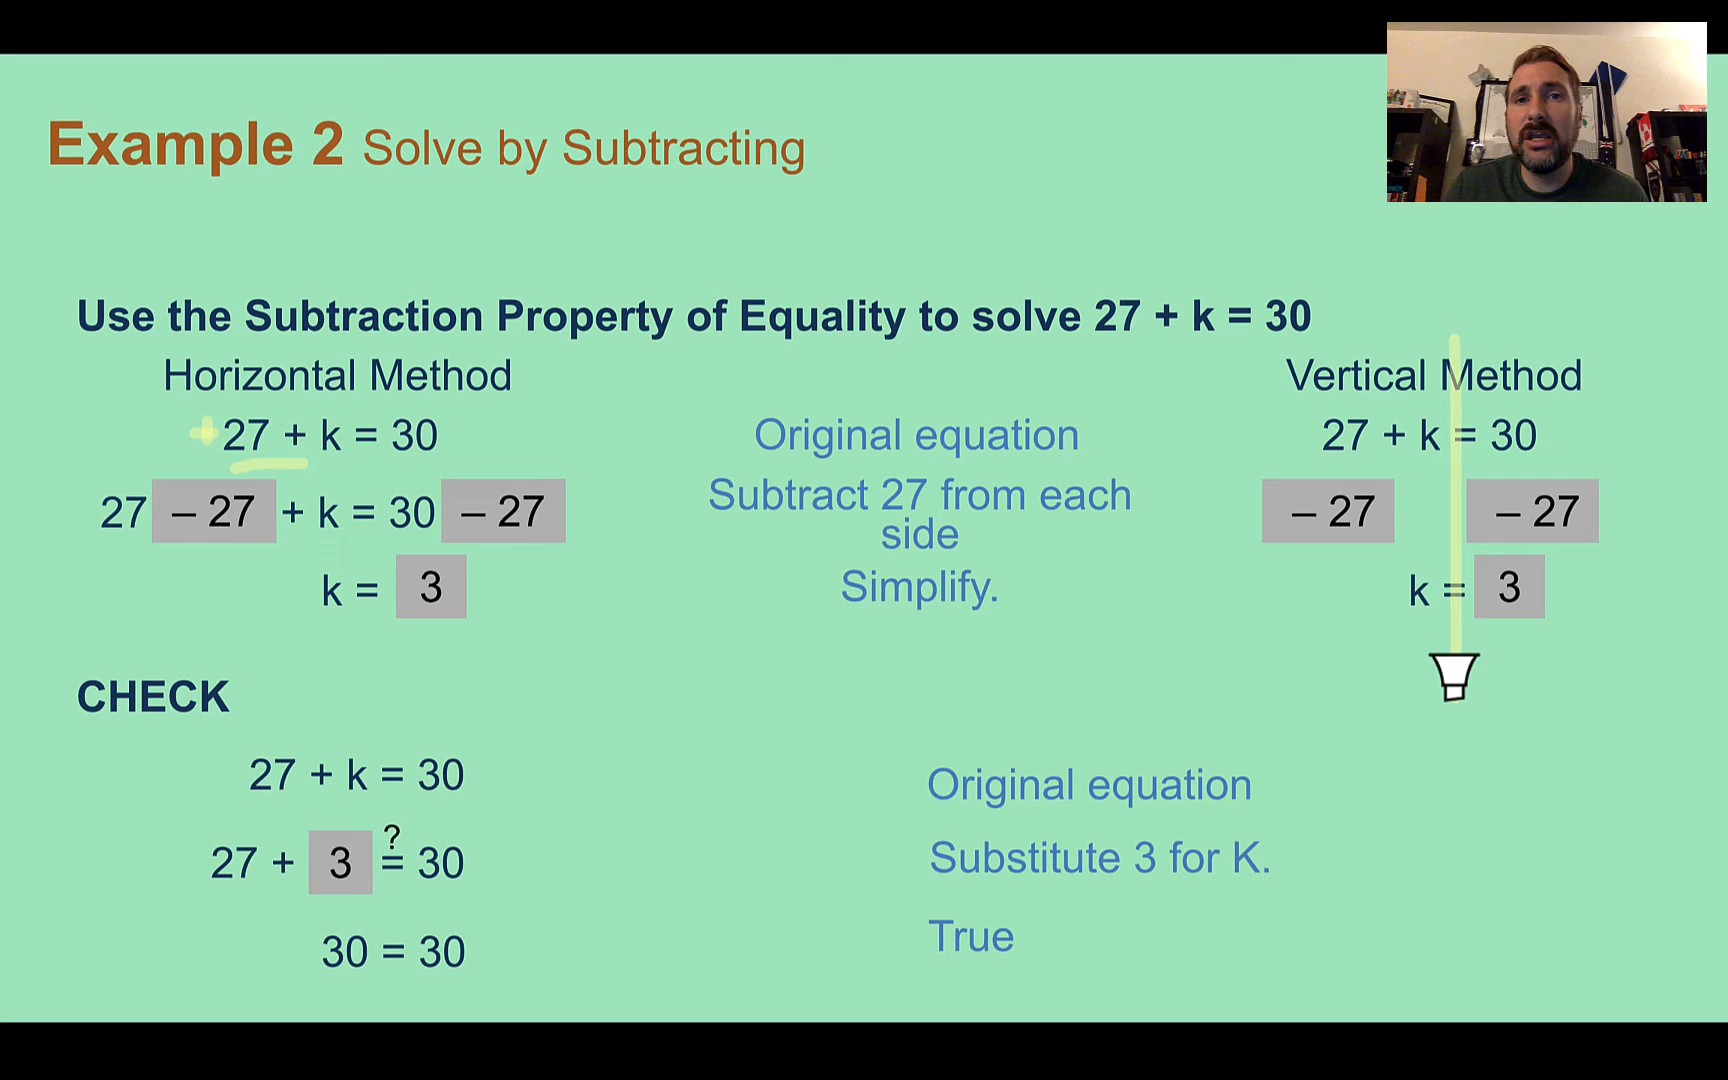 Example 2 Solve by Subtracting
Use the Subtraction Property of Equality to solve 27 + k = 30
Horizontal Method
Vertical Method
+ 27 + k = 30
Original equation
27 + k = 30
27 – 27 + k = 30 – 27
Subtract 27 from each
side
– 27 – 27
k = 3
Simplify.
k = 3
CHECK
27 + k = 30
Original equation
?
27 + 3 = 30
Substitute 3 for K.
30 = 30
True